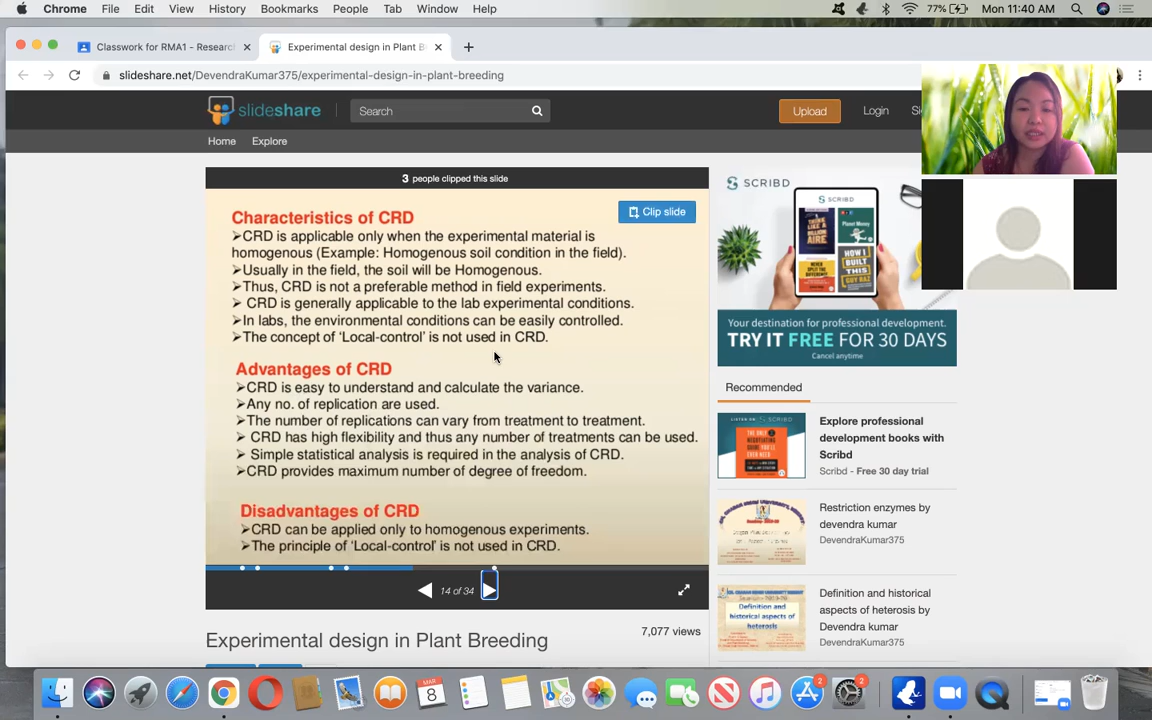 Chrome File Edit View History Bookmarks People Tab Window Help
77% Mon 11:40 AM
Classwork for RMA1 - Researc
Experimental design in Plant B
slideshare.net/DevendraKumar375/experimental-design-in-plant-breeding
slideshare
Search
Upload Login
Home Explore
3 people clipped this slide
Clip slide
Characteristics of CRD
➢CRD is applicable only when the experimental material is
homogenous (Example: Homogenous soil condition in the field).
➢Usually in the field, the soil will be Homogenous.
➢Thus, CRD is not a preferable method in field experiments.
➢ CRD is generally applicable to the lab experimental conditions.
➢In labs, the environmental conditions can be easily controlled.
➢The concept of 'Local-control' is not used in CRD.
Advantages of CRD
➢CRD is easy to understand and calculate the variance.
➢Any no. of replication are used.
➢The number of replications can vary from treatment to treatment.
➢ CRD has high flexibility and thus any number of treatments can be used.
➢ Simple statistical analysis is required in the analysis of CRD.
➢CRD provides maximum number of degree of freedom.
Disadvantages of CRD
➢CRD can be applied only to homogenous experiments.
➢The principle of 'Local-control' is not used in CRD.
14 of 34
Experimental design in Plant Breeding
7,077 views
SCRIBD
SCRIBD
Your destination for professional development.
TRY IT FREE FOR 30 DAYS
Cancel anytime
Recommended
Explore professional
development books with
Scribd
Scribd - Free 30 day trial
Restriction enzymes by
devendra kumar
DevendraKumar375
Definition and
historical aspects of
heterosis
Definition and historical
aspects of heterosis by
Devendra kumar
DevendraKumar375
MAR
8
2
2